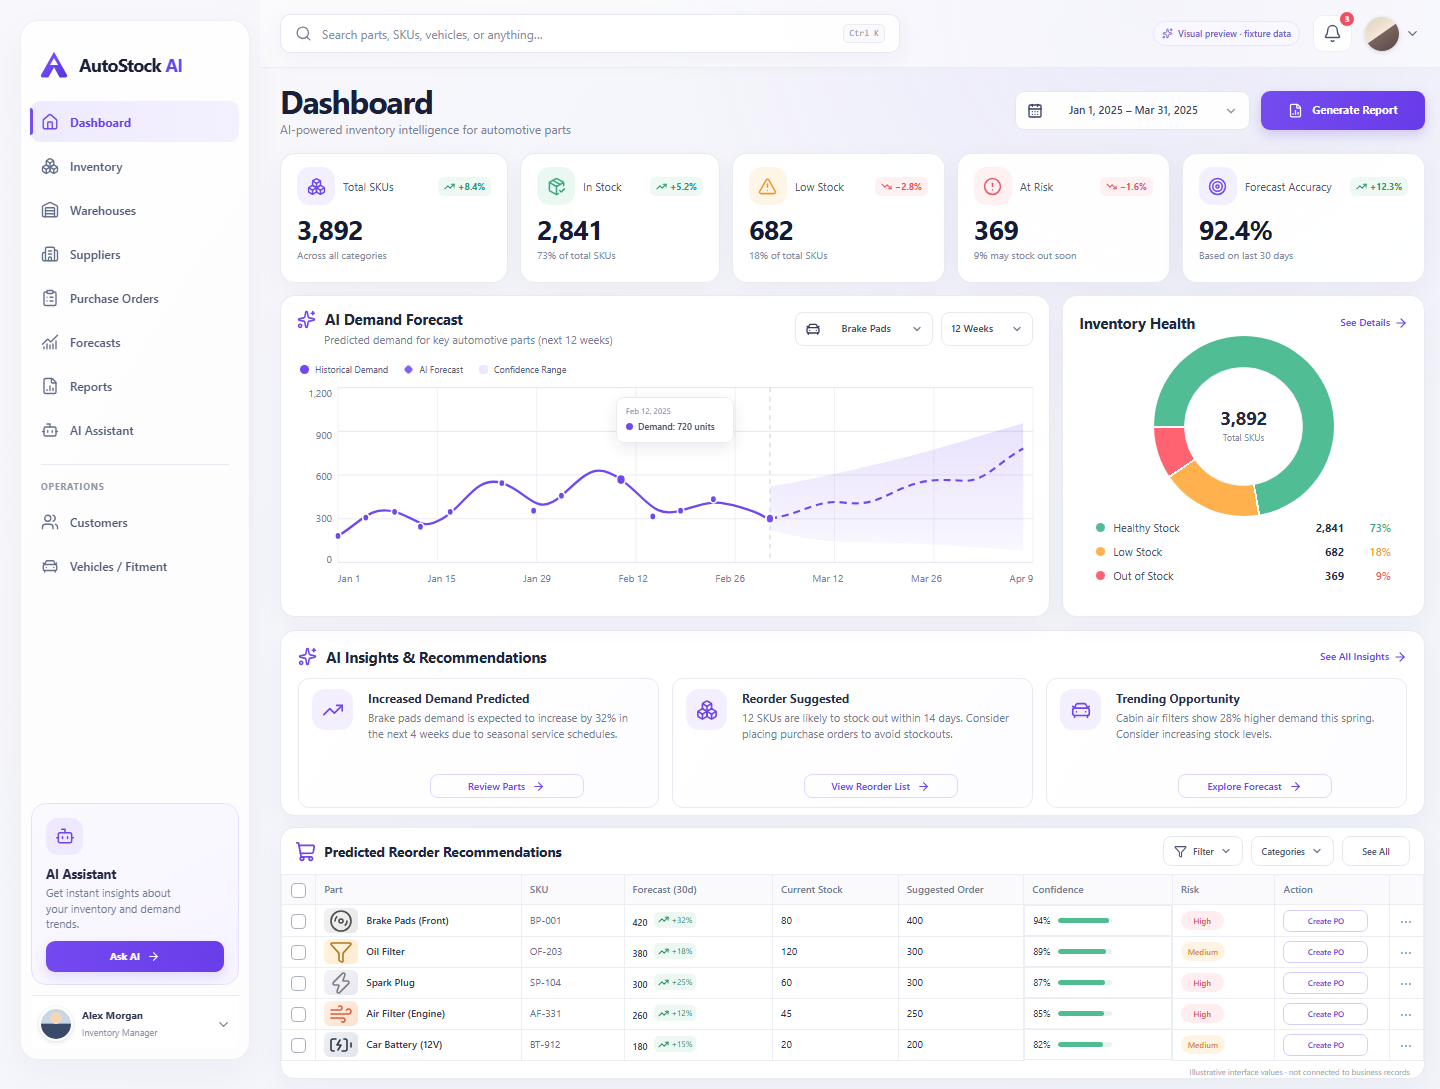 AutoStock AI
Dashboard
Inventory
Warehouses
Suppliers
Purchase Orders
Forecasts
Reports
AI Assistant
OPERATIONS
Customers
Vehicles / Fitment
AI Assistant
Get instant insights about
your inventory and demand
trends.
Ask AI
Alex Morgan
Inventory Manager
Search parts, SKUs, vehicles, or anything...
Ctrl K
Visual preview · fixture data
3
Dashboard
AI-powered inventory intelligence for automotive parts
Jan 1, 2025 – Mar 31, 2025
Generate Report
Total SKUs
+8.4%
3,892
Across all categories
In Stock
+5.2%
2,841
73% of total SKUs
Low Stock
−2.8%
682
18% of total SKUs
At Risk
−1.6%
369
9% may stock out soon
Forecast Accuracy
+12.3%
92.4%
Based on last 30 days
AI Demand Forecast
Predicted demand for key automotive parts (next 12 weeks)
Brake Pads
12 Weeks
Historical Demand
AI Forecast
Confidence Range
1,200
900
600
300
0
Feb 12, 2025
Demand: 720 units
Jan 1
Jan 15
Jan 29
Feb 12
Feb 26
Mar 12
Mar 26
Apr 9
Inventory Health
See Details
3,892
Total SKUs
Healthy Stock 2,841 73%
Low Stock 682 18%
Out of Stock 369 9%
AI Insights & Recommendations
See All Insights
Increased Demand Predicted
Brake pads demand is expected to increase by 32% in
the next 4 weeks due to seasonal service schedules.
Review Parts
Reorder Suggested
12 SKUs are likely to stock out within 14 days. Consider
placing purchase orders to avoid stockouts.
View Reorder List
Trending Opportunity
Cabin air filters show 28% higher demand this spring.
Consider increasing stock levels.
Explore Forecast
Predicted Reorder Recommendations
Filter
Categories
See All
Part SKU Forecast (30d) Current Stock Suggested Order Confidence Risk Action
Brake Pads (Front) BP-001 420 +32% 80 400 94% High Create PO ···
Oil Filter OF-203 380 +18% 120 300 89% Medium Create PO ···
Spark Plug SP-104 300 +25% 60 300 87% High Create PO ···
Air Filter (Engine) AF-331 260 +12% 45 250 85% High Create PO ···
Car Battery (12V) BT-912 180 +15% 20 200 82% Medium Create PO ···
Illustrative interface values · not connected to business records